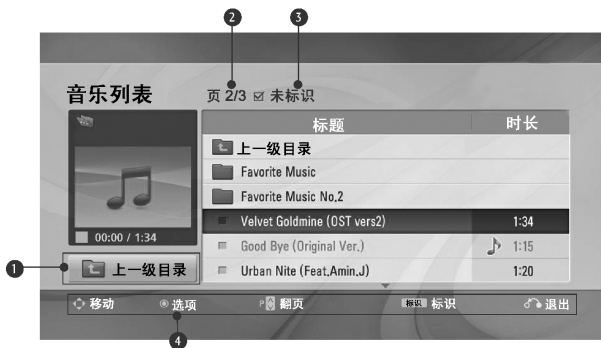 2 3
音乐列表 页 2/3 ☑ 未标识
标题 时长
上一级目录
Favorite Music
Favorite Music No.2
Velvet Goldmine (OST vers2) 1:34
00:00 / 1:34
Good Bye (Original Ver.) 1:15
1 上一级目录
Urban Nite (Feat.Amin.J) 1:20
移动 选项 P 翻页 标识 标识 退出
4